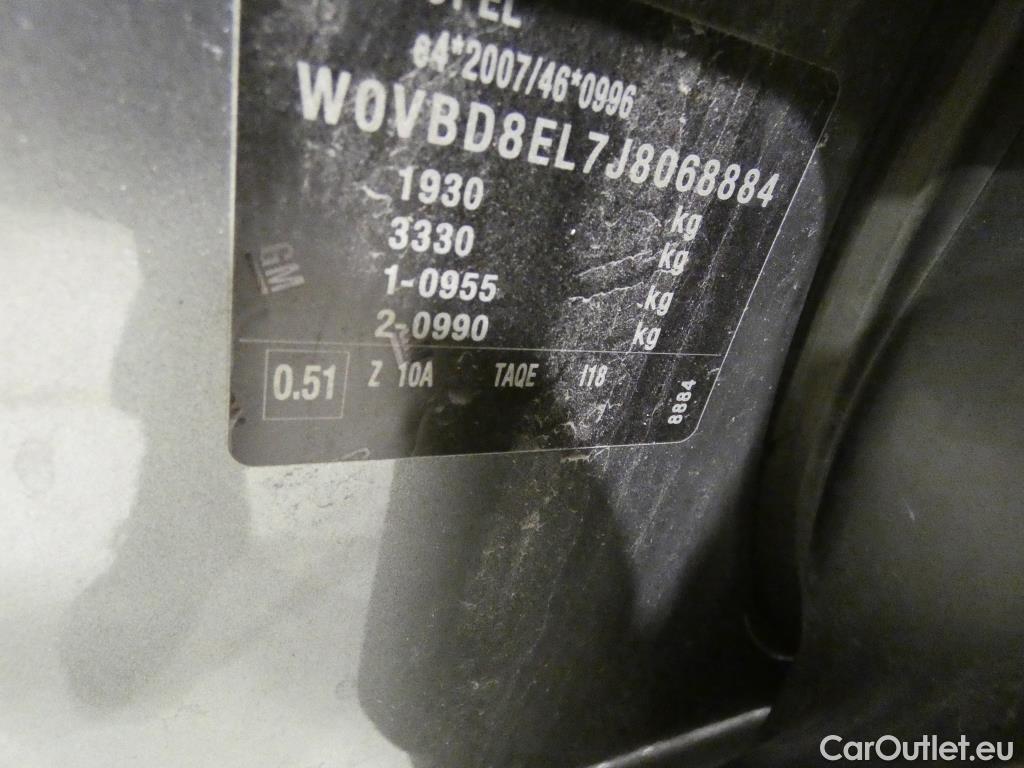 OPEL
e4*2007/46*0996
W0VBD8EL7J8068884
1930 kg
3330 kg
1-0955 kg
2-0990 kg
GM
0.51 Z 10A TAQE I18
8884
CarOutlet.eu